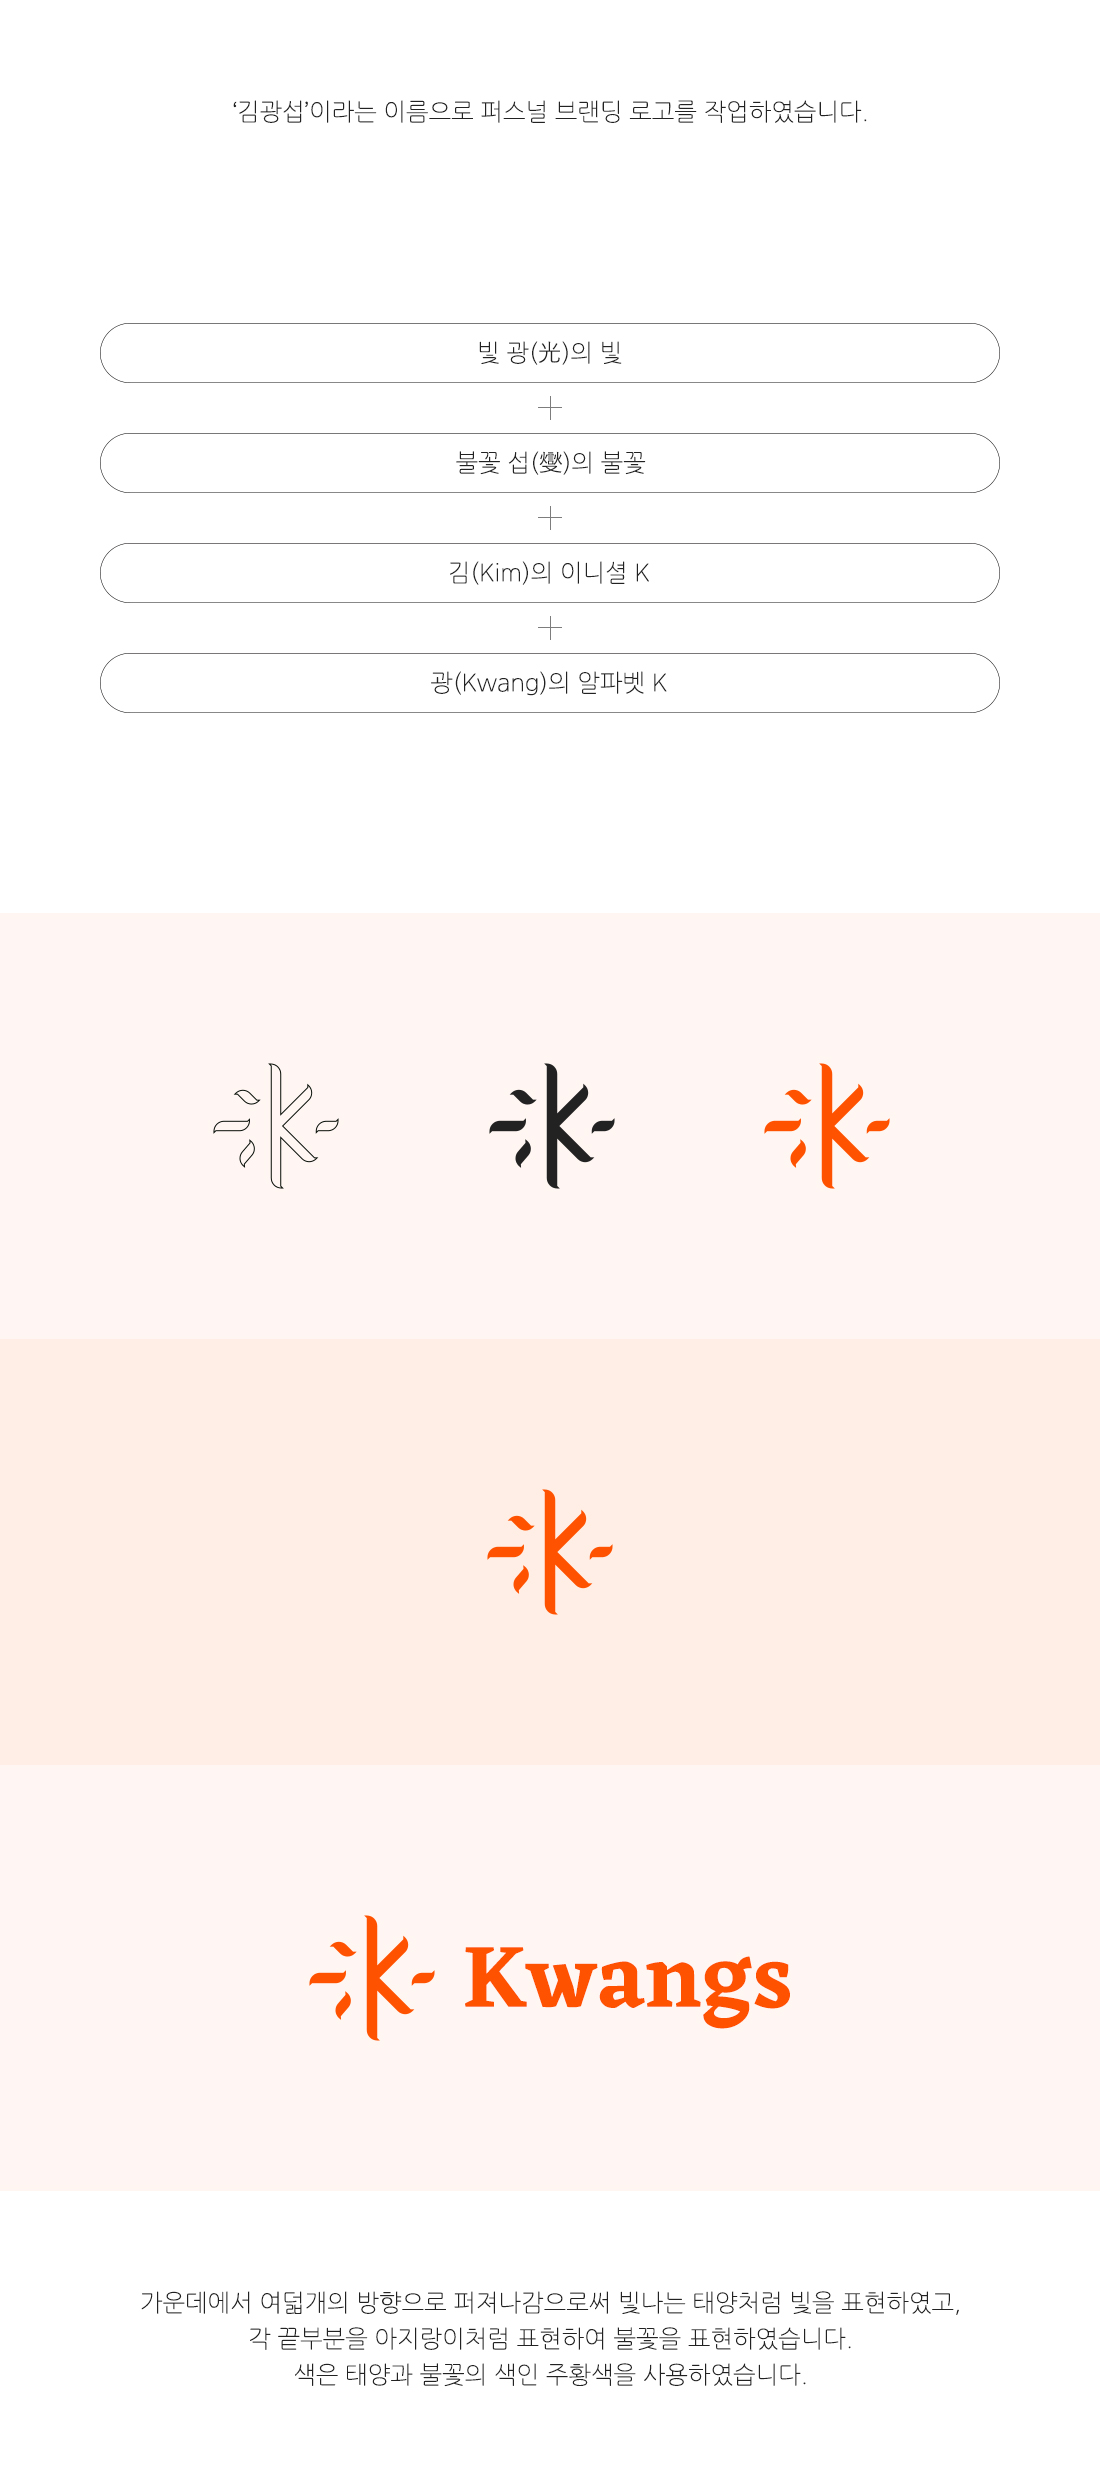 ‘김광섭’이라는 이름으로 퍼스널 브랜딩 로고를 작업하였습니다.
빛 광(光)의 빛
+
불꽃 섭(燮)의 불꽃
+
김(Kim)의 이니셜 K
+
광(Kwang)의 알파벳 K
Kwangs
가운데에서 여덟개의 방향으로 퍼져나감으로써 빛나는 태양처럼 빛을 표현하였고,
각 끝부분을 아지랑이처럼 표현하여 불꽃을 표현하였습니다.
색은 태양과 불꽃의 색인 주황색을 사용하였습니다.